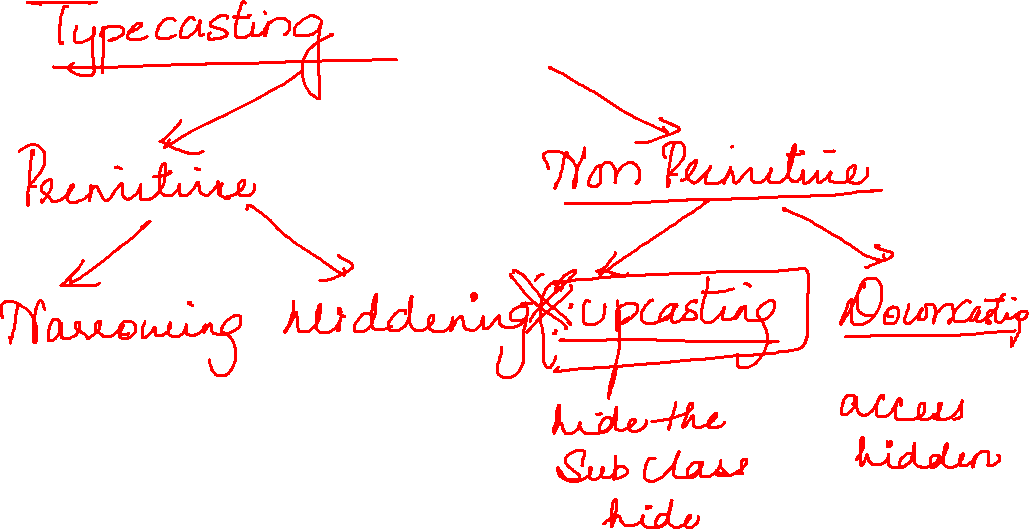 Typecasting
Primitive Non Primitive
Narrowing Widdening upcasting Downcastig
hide the access
Sub class hidden
hide